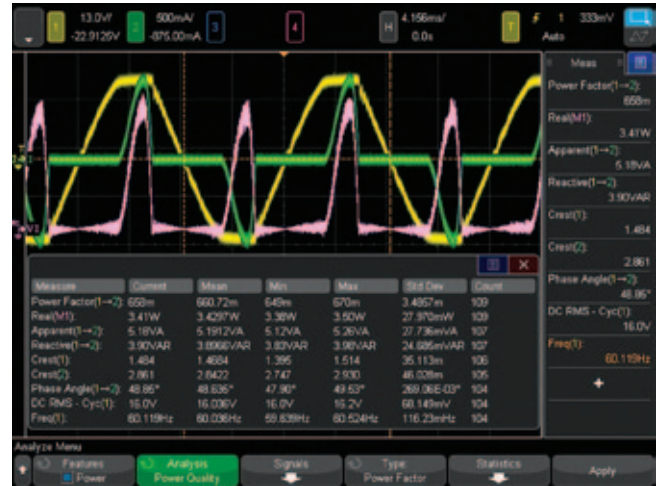 1 13.0V/ 2 500mA/ 3 4 H 4.156ms/ T 1 333mV
-22.9125V -875.00mA 0.0s Auto
Meas
Power Factor(1→2):
658m
Real(M1):
3.41W
Apparent(1→2):
5.18VA
Reactive(1→2):
3.90VAR
Crest(1):
1.484
Crest(2):
2.861
Phase Angle(1→2):
48.85°
DC RMS - Cyc(1):
16.0V
Freq(1):
60.119Hz
Measure Current Mean Min Max Std Dev Count
Power Factor(1→2): 658m 660.72m 649m 670m 3.4857m 109
Real(M1): 3.41W 3.4297W 3.38W 3.50W 27.970mW 109
Apparent(1→2): 5.18VA 5.1912VA 5.12VA 5.26VA 27.736mVA 107
Reactive(1→2): 3.90VAR 3.8966VAR 3.83VAR 3.98VAR 24.685mVAR 107
Crest(1): 1.484 1.4684 1.395 1.514 35.113m 106
Crest(2): 2.861 2.8422 2.747 2.930 46.028m 105
Phase Angle(1→2): 48.85° 48.635° 47.90° 49.53° 269.06E-03° 104
DC RMS - Cyc(1): 16.0V 16.036V 16.0V 16.2V 68.149mV 104
Freq(1): 60.119Hz 60.036Hz 59.639Hz 60.524Hz 116.23mHz 104
Analyze Menu
Features Analysis Signals Type Statistics Apply
Power Power Quality Power Factor